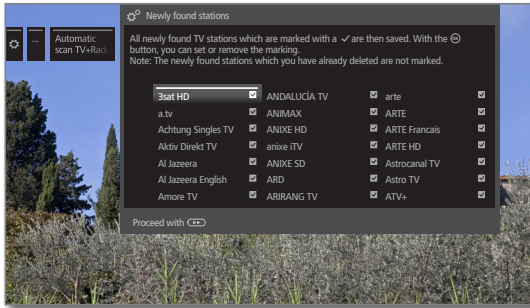 Newly found stations
...
Automatic
scan TV+Radi
All newly found TV stations which are marked with a ✓ are then saved. With the OK
button, you can set or remove the marking.
Note: The newly found stations which you have already deleted are not marked.
3sat HD ANDALUCÍA TV arte
a.tv ANIMAX ARTE
Achtung Singles TV ANIXE HD ARTE Francais
Aktiv Direkt TV anixe iTV ARTE HD
Al Jazeera ANIXE SD Astrocanal TV
Al Jazeera English ARD Astro TV
Amore TV ARIRANG TV ATV+
Proceed with